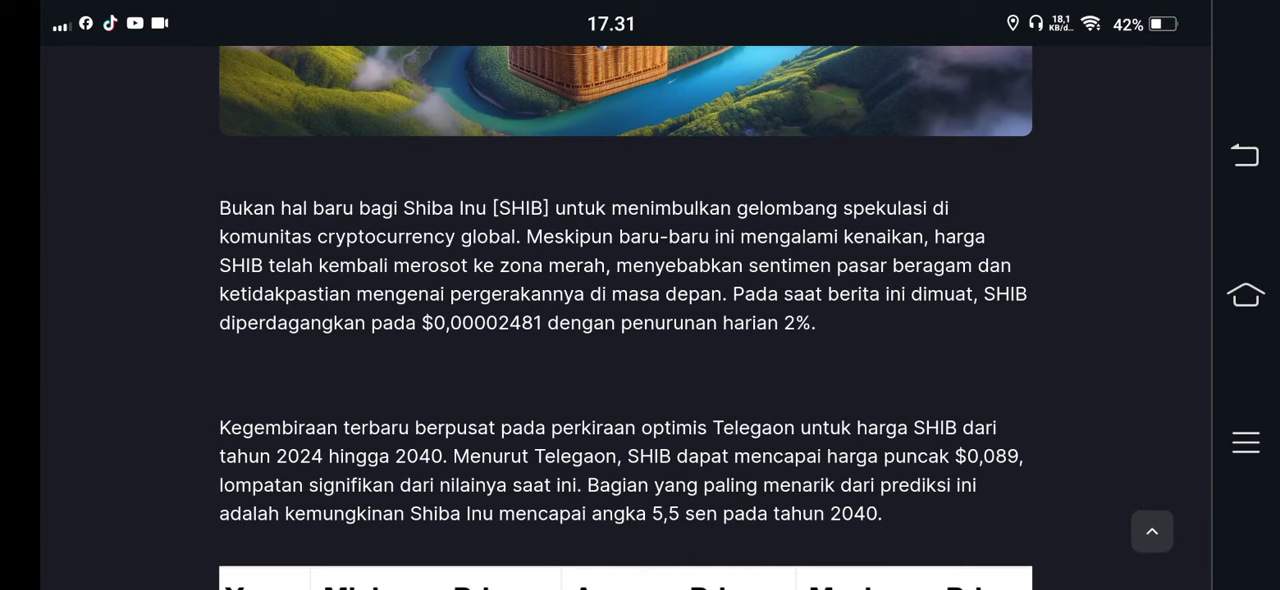 17.31
18,1
KB/d...
42%
Bukan hal baru bagi Shiba Inu [SHIB] untuk menimbulkan gelombang spekulasi di
komunitas cryptocurrency global. Meskipun baru-baru ini mengalami kenaikan, harga
SHIB telah kembali merosot ke zona merah, menyebabkan sentimen pasar beragam dan
ketidakpastian mengenai pergerakannya di masa depan. Pada saat berita ini dimuat, SHIB
diperdagangkan pada $0,00002481 dengan penurunan harian 2%.
Kegembiraan terbaru berpusat pada perkiraan optimis Telegaon untuk harga SHIB dari
tahun 2024 hingga 2040. Menurut Telegaon, SHIB dapat mencapai harga puncak $0,089,
lompatan signifikan dari nilainya saat ini. Bagian yang paling menarik dari prediksi ini
adalah kemungkinan Shiba Inu mencapai angka 5,5 sen pada tahun 2040.